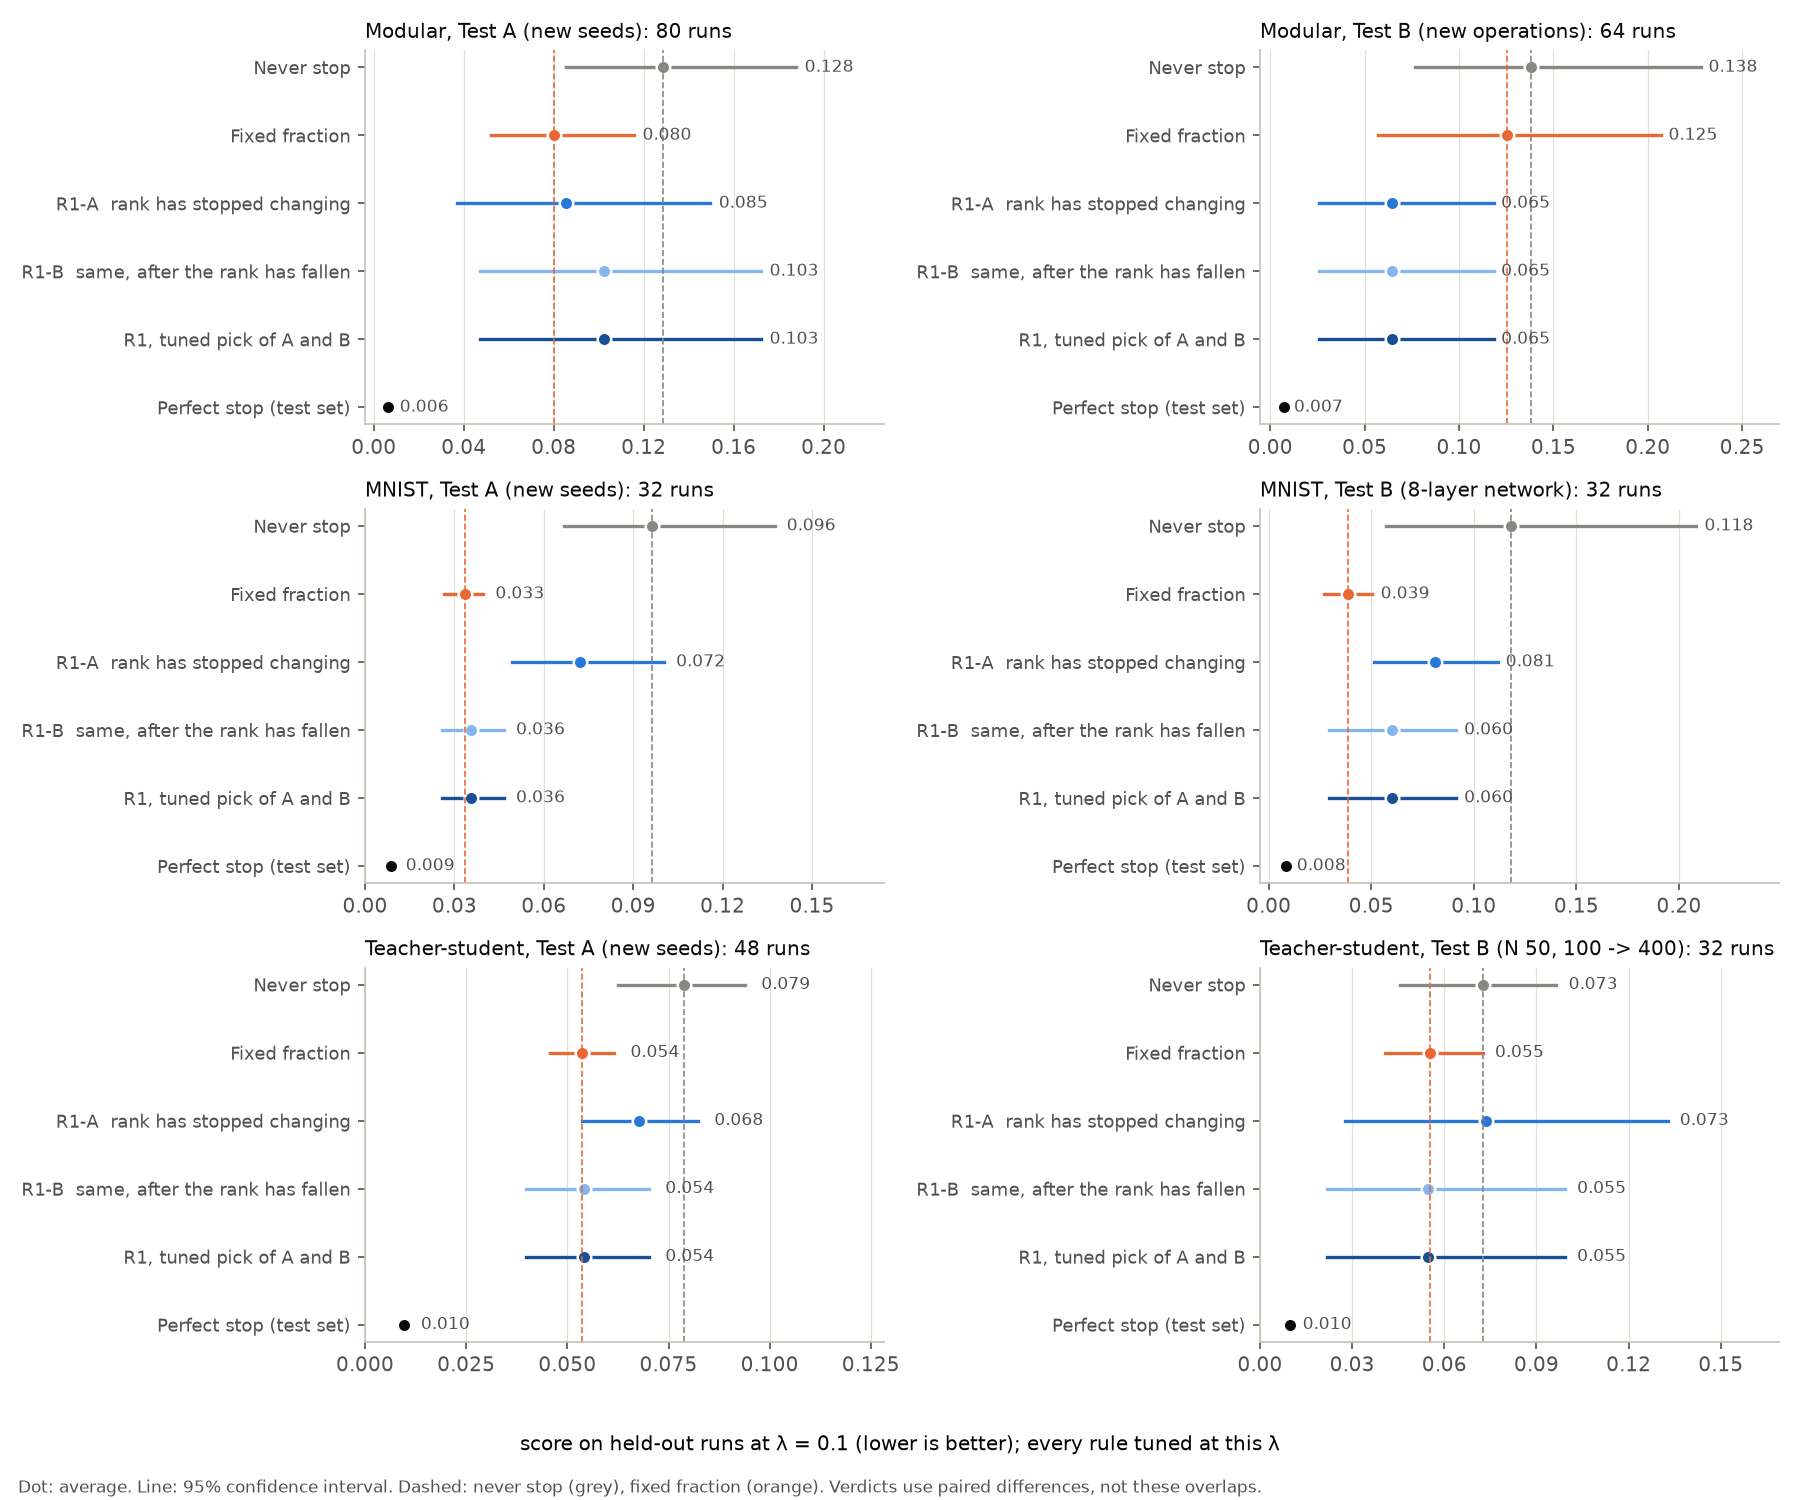 Modular, Test A (new seeds): 80 runs
Never stop 0.128
Fixed fraction 0.080
R1-A  rank has stopped changing 0.085
R1-B  same, after the rank has fallen 0.103
R1, tuned pick of A and B 0.103
Perfect stop (test set) 0.006
0.00 0.04 0.08 0.12 0.16 0.20
Modular, Test B (new operations): 64 runs
Never stop 0.138
Fixed fraction 0.125
R1-A  rank has stopped changing 0.065
R1-B  same, after the rank has fallen 0.065
R1, tuned pick of A and B 0.065
Perfect stop (test set) 0.007
0.00 0.05 0.10 0.15 0.20 0.25
MNIST, Test A (new seeds): 32 runs
Never stop 0.096
Fixed fraction 0.033
R1-A  rank has stopped changing 0.072
R1-B  same, after the rank has fallen 0.036
R1, tuned pick of A and B 0.036
Perfect stop (test set) 0.009
0.00 0.03 0.06 0.09 0.12 0.15
MNIST, Test B (8-layer network): 32 runs
Never stop 0.118
Fixed fraction 0.039
R1-A  rank has stopped changing 0.081
R1-B  same, after the rank has fallen 0.060
R1, tuned pick of A and B 0.060
Perfect stop (test set) 0.008
0.00 0.05 0.10 0.15 0.20
Teacher-student, Test A (new seeds): 48 runs
Never stop 0.079
Fixed fraction 0.054
R1-A  rank has stopped changing 0.068
R1-B  same, after the rank has fallen 0.054
R1, tuned pick of A and B 0.054
Perfect stop (test set) 0.010
0.000 0.025 0.050 0.075 0.100 0.125
Teacher-student, Test B (N 50, 100 -> 400): 32 runs
Never stop 0.073
Fixed fraction 0.055
R1-A  rank has stopped changing 0.073
R1-B  same, after the rank has fallen 0.055
R1, tuned pick of A and B 0.055
Perfect stop (test set) 0.010
0.00 0.03 0.06 0.09 0.12 0.15
score on held-out runs at λ = 0.1 (lower is better); every rule tuned at this λ
Dot: average. Line: 95% confidence interval. Dashed: never stop (grey), fixed fraction (orange). Verdicts use paired differences, not these overlaps.